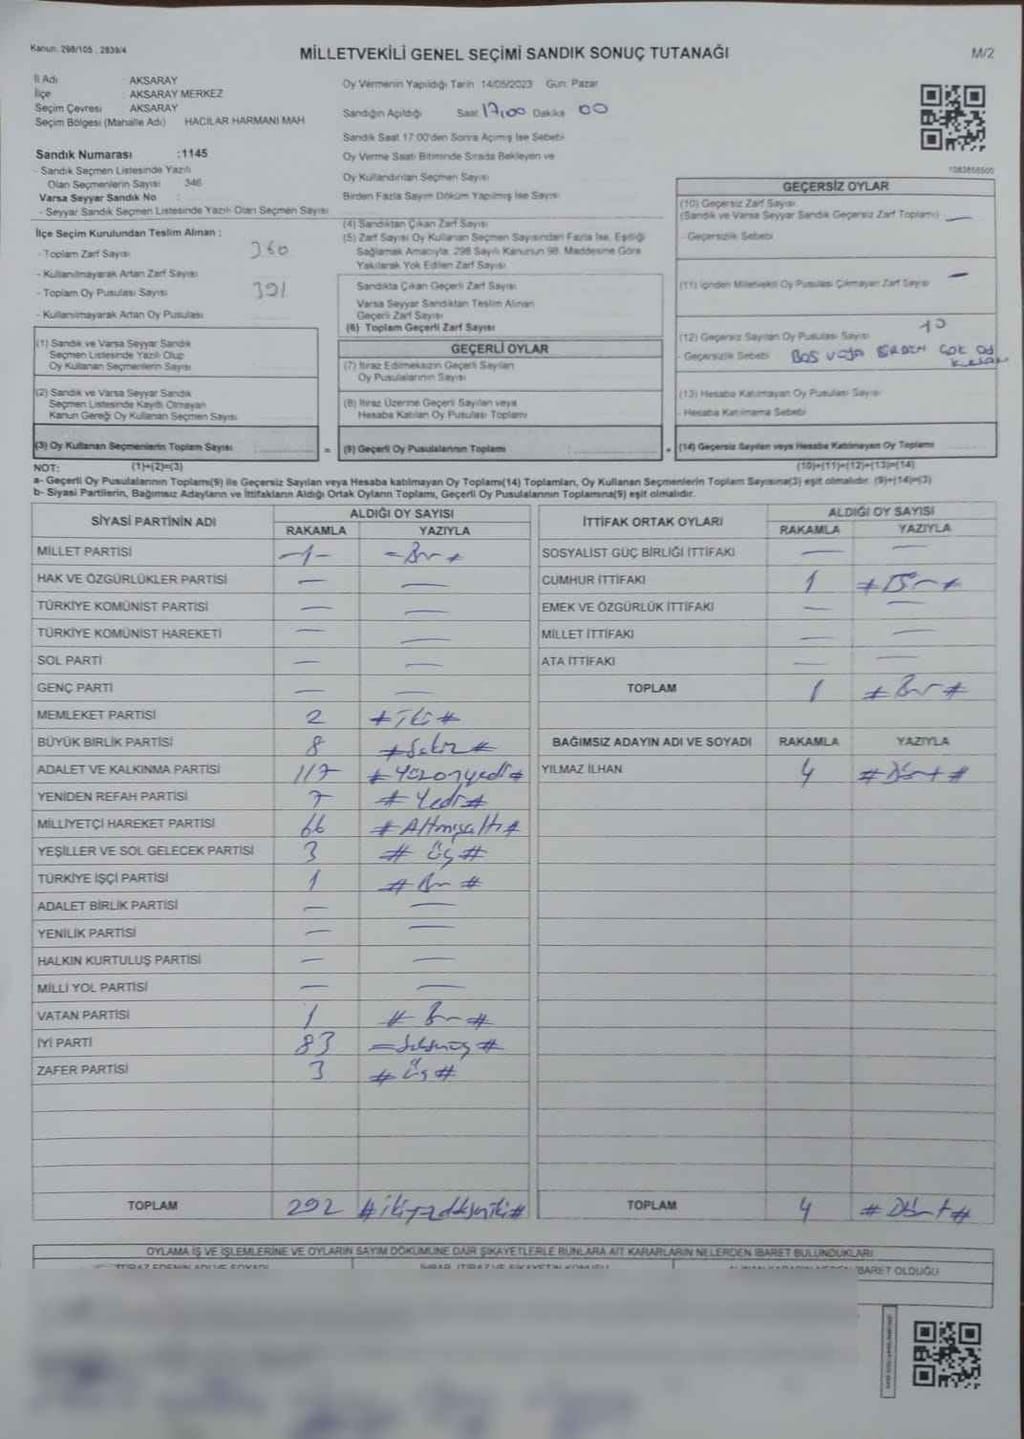 Kanun: 298/105, 2839/4
MİLLETVEKİLİ GENEL SEÇİMİ SANDIK SONUÇ TUTANAĞI
M/2
İl Adı : AKSARAY
İlçe : AKSARAY MERKEZ
Seçim Çevresi : AKSARAY
Seçim Bölgesi (Mahalle Adı) : HACILAR HARMANI MAH
Sandık Numarası :1145
- Sandık Seçmen Listesinde Yazılı
Olan Seçmenlerin Sayısı : 346
Varsa Seyyar Sandık No :
- Seyyar Sandık Seçmen Listesinde Yazılı Olan Seçmen Sayısı
İlçe Seçim Kurulundan Teslim Alınan :
- Toplam Zarf Sayısı 360
- Kullanılmayarak Artan Zarf Sayısı
- Toplam Oy Pusulası Sayısı 391
- Kullanılmayarak Artan Oy Pusulası
Oy Vermenin Yapıldığı Tarih 14/05/2023 Gün: Pazar
Sandığın Açıldığı Saat 17,00 Dakika 00
Sandık Saat 17:00'den Sonra Açılmış İse Sebebi
Oy Verme Saati Bitiminde Sırada Bekleyen ve
Oy Kullandırılan Seçmen Sayısı
Birden Fazla Sayım Döküm Yapılmış İse Sayısı
(4) Sandıktan Çıkan Zarf Sayısı
(5) Zarf Sayısı Oy Kullanan Seçmen Sayısından Fazla İse, Eşitliği
Sağlamak Amacıyla, 298 Sayılı Kanunun 98. Maddesine Göre
Yakılarak Yok Edilen Zarf Sayısı
Sandıkta Çıkan Geçerli Zarf Sayısı
Varsa Seyyar Sandıktan Teslim Alınan
Geçerli Zarf Sayısı
(6) Toplam Geçerli Zarf Sayısı
GEÇERSİZ OYLAR
(10) Geçersiz Zarf Sayısı
(Sandık ve Varsa Seyyar Sandık Geçersiz Zarf Toplamı) —
- Geçersizlik Sebebi
(11) İçinden Milletvekili Oy Pusulası Çıkmayan Zarf Sayısı —
(12) Geçersiz Sayılan Oy Pusulası Sayısı 10
- Geçersizlik Sebebi BOŞ VEYA BİRDEN ÇOK OY
(13) Hesaba Katılmayan Oy Pusulası Sayısı
- Hesaba Katılmama Sebebi
(14) Geçersiz Sayılan veya Hesaba Katılmayan Oy Toplamı
(10)+(11)+(12)+(13)=(14)
(1) Sandık ve Varsa Seyyar Sandık
Seçmen Listesinde Yazılı Olup
Oy Kullanan Seçmenlerin Sayısı
(2) Sandık ve Varsa Seyyar Sandık
Seçmen Listesinde Kayıtlı Olmayan
Kanun Gereği Oy Kullanan Seçmen Sayısı
(3) Oy Kullanan Seçmenlerin Toplam Sayısı
(1)+(2)=(3)
GEÇERLİ OYLAR
(7) İtiraz Edilmeksizin Geçerli Sayılan
Oy Pusulalarının Sayısı
(8) İtiraz Üzerine Geçerli Sayılan veya
Hesaba Katılan Oy Pusulası Toplamı
(9) Geçerli Oy Pusulalarının Toplamı
NOT:
a- Geçerli Oy Pusulalarının Toplamı(9) ile Geçersiz Sayılan veya Hesaba katılmayan Oy Toplamı(14) Toplamları, Oy Kullanan Seçmenlerin Toplam Sayısına(3) eşit olmalıdır. (9)+(14)=(3)
b- Siyasi Partilerin, Bağımsız Adayların ve İttifakların Aldığı Ortak Oyların Toplamı, Geçerli Oy Pusulalarının Toplamına(9) eşit olmalıdır.
SİYASİ PARTİNİN ADI ALDIĞI OY SAYISI
RAKAMLA YAZIYLA
MİLLET PARTİSİ -1- = Bir #
HAK VE ÖZGÜRLÜKLER PARTİSİ — —
TÜRKİYE KOMÜNİST PARTİSİ — —
TÜRKİYE KOMÜNİST HAREKETİ — —
SOL PARTİ — —
GENÇ PARTİ — —
MEMLEKET PARTİSİ 2 # iki #
BÜYÜK BİRLİK PARTİSİ 8 # Sekiz #
ADALET VE KALKINMA PARTİSİ 117 # Yüzonyedi #
YENİDEN REFAH PARTİSİ 7 # Yedi #
MİLLİYETÇİ HAREKET PARTİSİ 66 # Altmışaltı #
YEŞİLLER VE SOL GELECEK PARTİSİ 3 # Üç #
TÜRKİYE İŞÇİ PARTİSİ 1 # Bir #
ADALET BİRLİK PARTİSİ — —
YENİLİK PARTİSİ — —
HALKIN KURTULUŞ PARTİSİ — —
MİLLİ YOL PARTİSİ — —
VATAN PARTİSİ 1 # Bir #
İYİ PARTİ 83 = Seksenüç #
ZAFER PARTİSİ 3 # Üç #
TOPLAM 292 # ikiyüzdoksaniki #
İTTİFAK ORTAK OYLARI ALDIĞI OY SAYISI
RAKAMLA YAZIYLA
SOSYALİST GÜÇ BİRLİĞİ İTTİFAKI — —
CUMHUR İTTİFAKI 1 # Bir #
EMEK VE ÖZGÜRLÜK İTTİFAKI — —
MİLLET İTTİFAKI — —
ATA İTTİFAKI — —
TOPLAM 1 # Bir #
BAĞIMSIZ ADAYIN ADI VE SOYADI RAKAMLA YAZIYLA
YILMAZ İLHAN 4 # Dört #
TOPLAM 4 # Dört #
OYLAMA İŞ VE İŞLEMLERİNE VE OYLARIN SAYIM DÖKÜMÜNE DAİR ŞİKAYETLERLE BUNLARA AİT KARARLARIN NELERDEN İBARET BULUNDUKLARI
İTİRAZ EDENİN ADI VE SOYADI
İBARET OLDUĞU